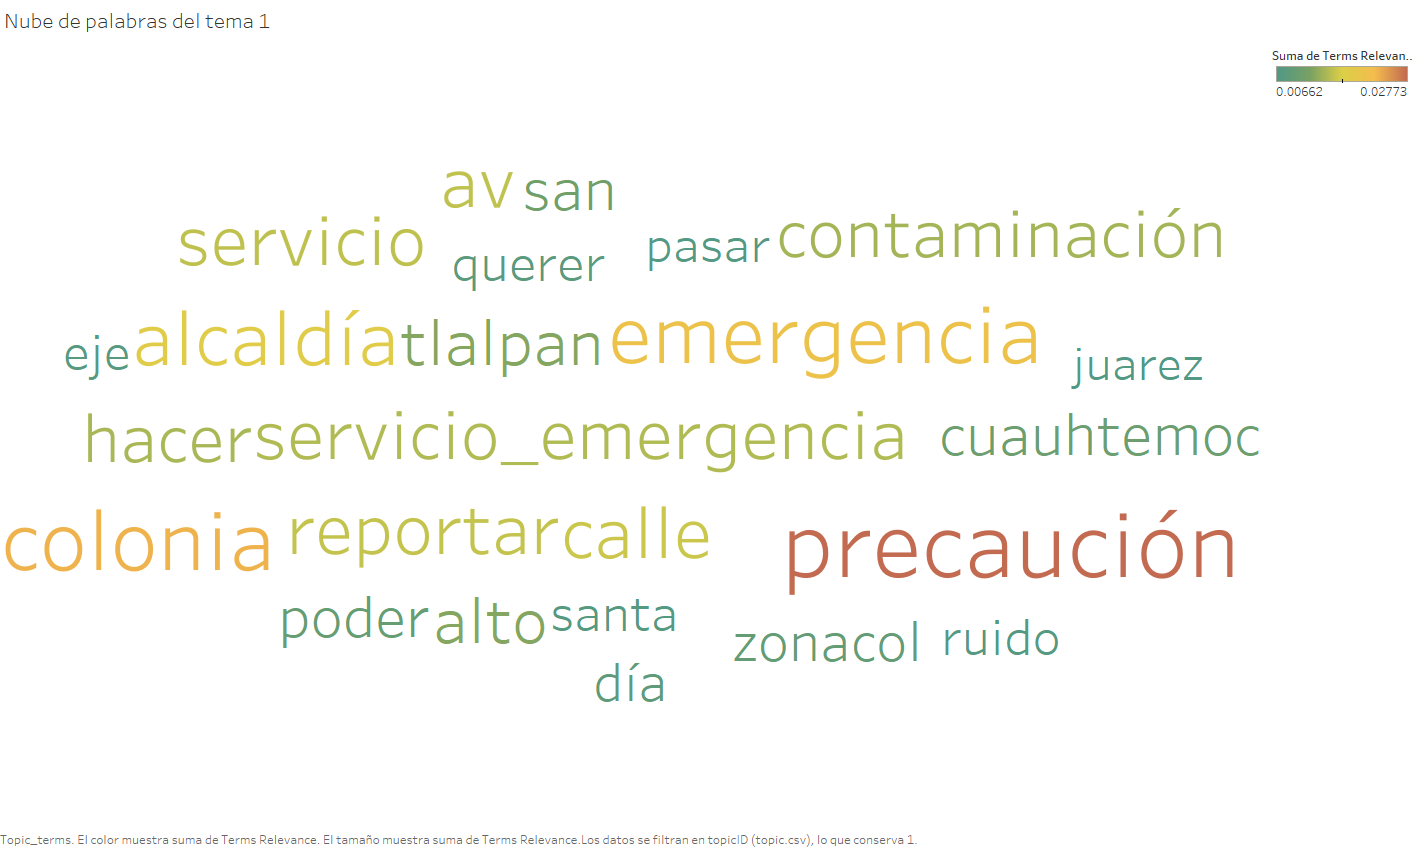 Nube de palabras del tema 1
Suma de Terms Relevan..
0.00662 0.02773
av san
servicio querer pasar contaminación
eje alcaldía tlalpan emergencia juarez
hacer servicio_emergencia cuauhtemoc
colonia reportar calle precaución
poder alto santa zonacol ruido
día
Topic_terms. El color muestra suma de Terms Relevance. El tamaño muestra suma de Terms Relevance.Los datos se filtran en topicID (topic.csv), lo que conserva 1.